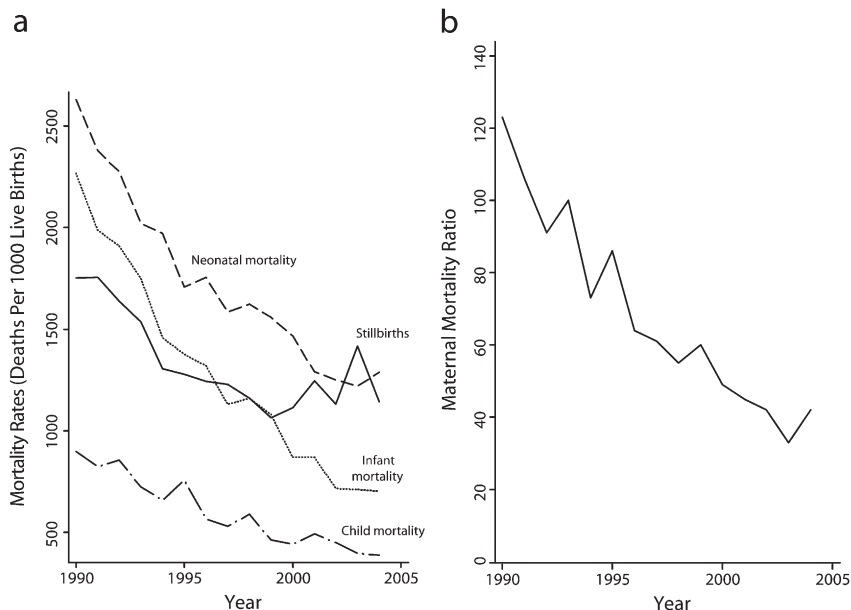 a
Mortality Rates (Deaths Per 1000 Live Births)
2500
2000
1500
1000
500
Neonatal mortality
Stillbirths
Infant
mortality
Child mortality
1990
1995
2000
2005
Year
b
Maternal Mortality Ratio
140
120
100
80
60
40
20
0
1990
1995
2000
2005
Year